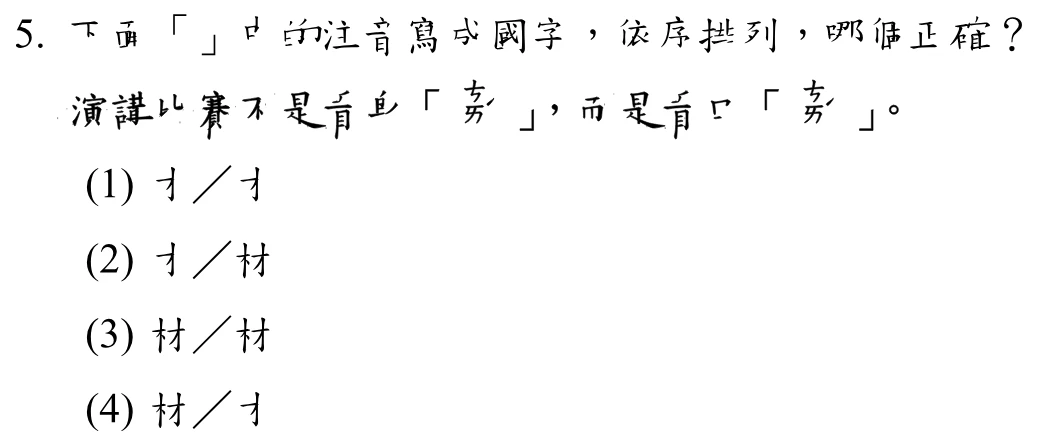 5. 下面「」中的注音寫成國字，依序排列，哪個正確？
演講比賽不是看身「ㄘㄞˊ」，而是看口「ㄘㄞˊ」。
(1) 才／才
(2) 才／材
(3) 材／材
(4) 材／才